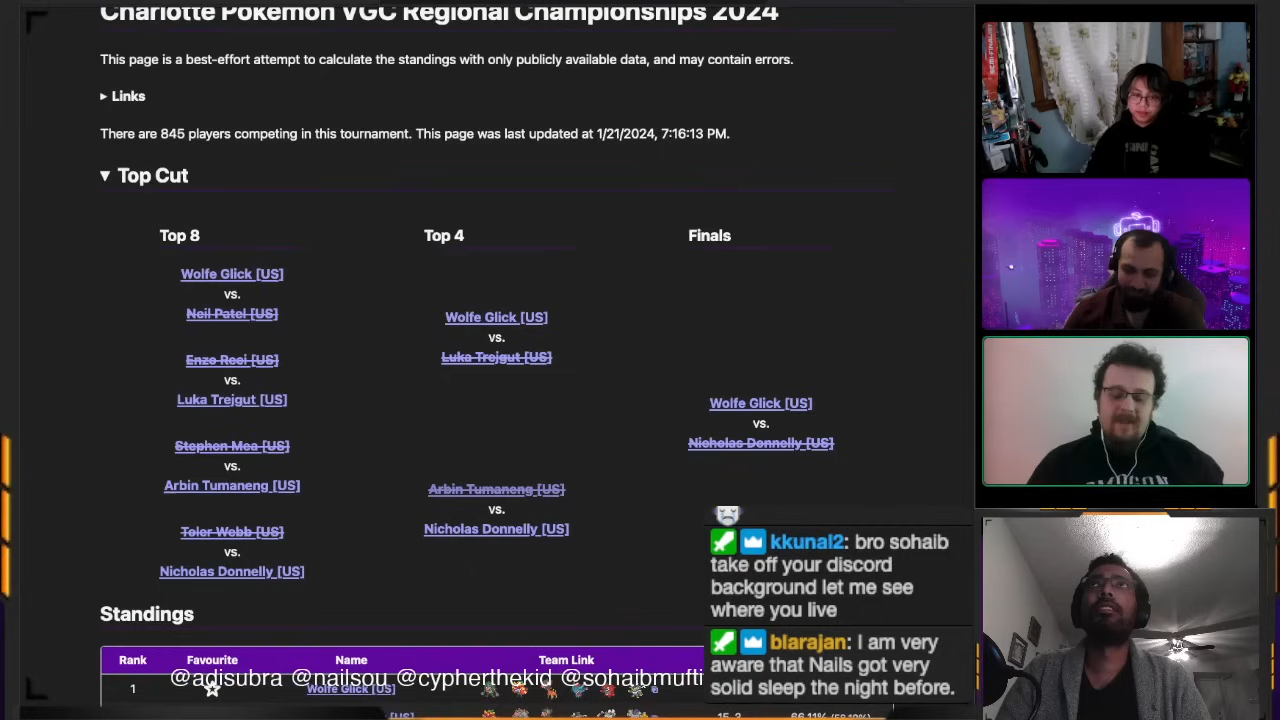 Charlotte Pokémon VGC Regional Championships 2024
This page is a best-effort attempt to calculate the standings with only publicly available data, and may contain errors.
▸ Links
There are 845 players competing in this tournament. This page was last updated at 1/21/2024, 7:16:13 PM.
▼ Top Cut
Top 8
Wolfe Glick [US]
vs.
Neil Patel [US]
Enzo Reci [US]
vs.
Luka Trejgut [US]
Stephen Mea [US]
vs.
Arbin Tumaneng [US]
Toler Webb [US]
vs.
Nicholas Donnelly [US]
Top 4
Wolfe Glick [US]
vs.
Luka Trejgut [US]
Arbin Tumaneng [US]
vs.
Nicholas Donnelly [US]
Finals
Wolfe Glick [US]
vs.
Nicholas Donnelly [US]
Standings
Rank Favourite Name Team Link
1 Wolfe Glick [US]
@adisubra @nailsou @cypherthekid @sohaibmufti
kkunal2: bro sohaib
take off your discord
background let me see
where you live
blarajan: I am very
aware that Nails got very
solid sleep the night before.
SMOGON